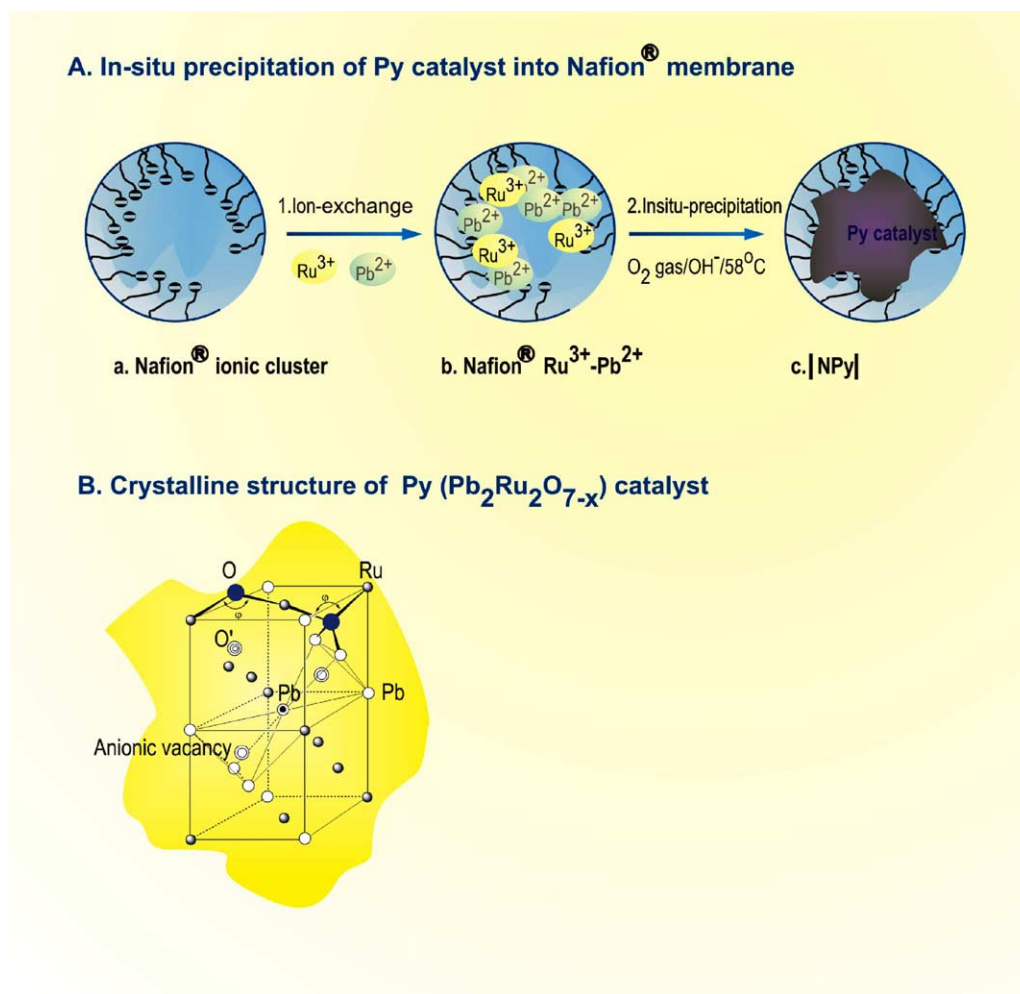 A. In-situ precipitation of Py catalyst into Nafion® membrane
1.Ion-exchange
Ru3+ Pb2+
Ru3+ 2+
Pb2+ Pb2+
Pb2+
Ru3+
Ru3+
Pb2+
2.Insitu-precipitation
O2 gas/OH-/58°C
Py catalyst
a. Nafion® ionic cluster
b. Nafion® Ru3+-Pb2+
c.|NPy|
B. Crystalline structure of Py (Pb2Ru2O7-x) catalyst
O
Ru
φ
φ
O'
Pb
Pb
Anionic vacancy